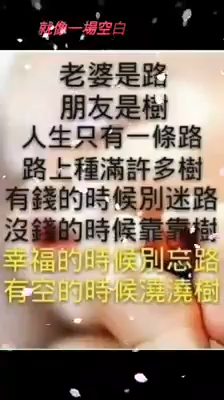 就像一場空白
老婆是路
朋友是樹
人生只有一條路
路上種滿許多樹
有錢的時候別迷路
沒錢的時候靠靠樹
幸福的時候別忘路
有空的時候澆澆樹